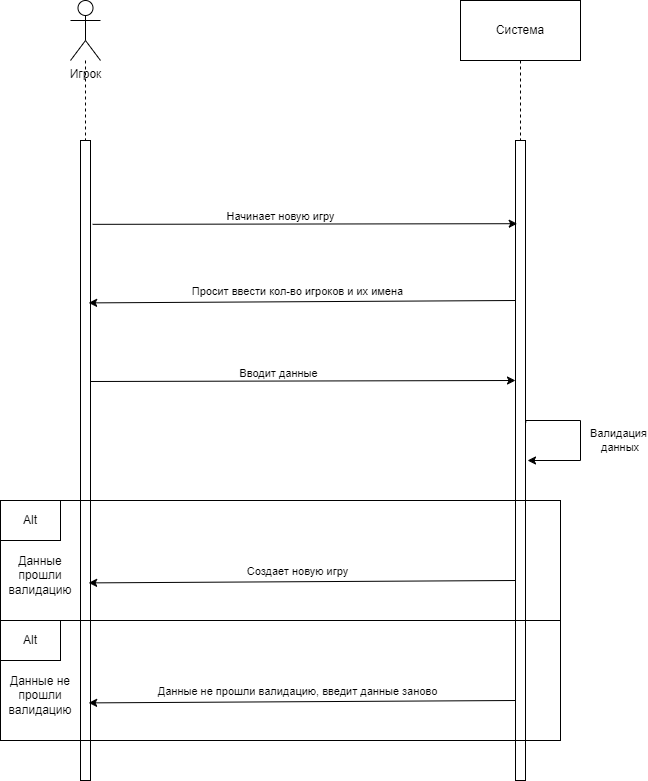 Игрок
Система
Начинает новую игру
Просит ввести кол-во игроков и их имена
Вводит данные
Валидация
данных
Alt
Данные
прошли
валидацию
Создает новую игру
Alt
Данные не
прошли
валидацию
Данные не прошли валидацию, введит данные заново